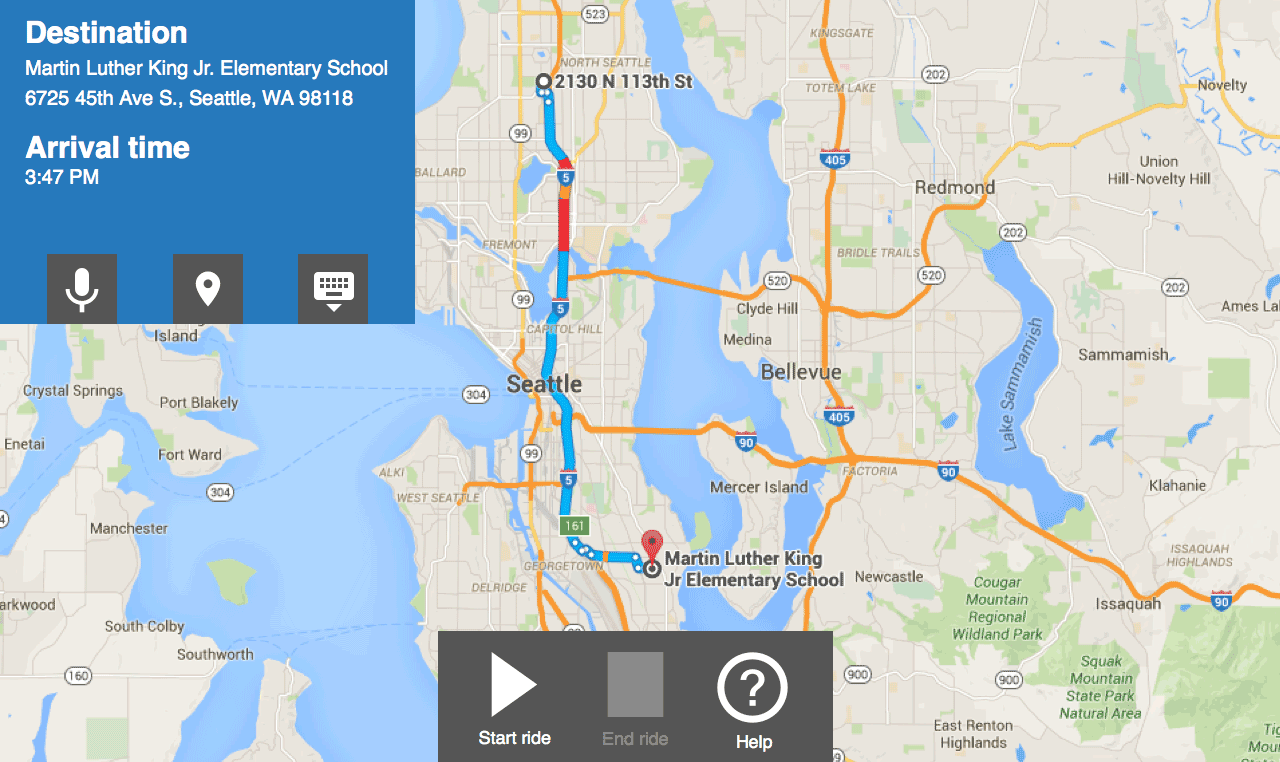 Destination
Martin Luther King Jr. Elementary School
6725 45th Ave S., Seattle, WA 98118
Arrival time
3:47 PM
523
KINGSGATE
NORTH SEATTLE
202
2130 N 113th St
TOTEM LAKE
Novelty
99
405
Union
Hill-Novelty Hill
BALLARD
5
Redmond
202
FREMONT
BRIDLE TRAILS
520
520
202
99
5
Clyde Hill
Ames La
CAPITOL HILL
Island
Medina
Lake Sammamish
Sammamish
Crystal Springs
Seattle
Bellevue
304
Port Blakely
405
Enetai
90
Fort Ward
99
ALKI
FACTORIA
90
5
304
WEST SEATTLE
Mercer Island
Klahanie
4
Manchester
161
ISSAQUAH
HIGHLANDS
GEORGETOWN
Martin Luther King
Jr Elementary School
Newcastle
DELRIDGE
Cougar
Mountain
Regional
Wildland Park
arkwood
Issaquah
90
South Colby
Southworth
160
900
900
Squak
Mountain
State Park
Natural Area
East Renton
Highlands
Tig
Mou
State
Start ride
End ride
?
Help